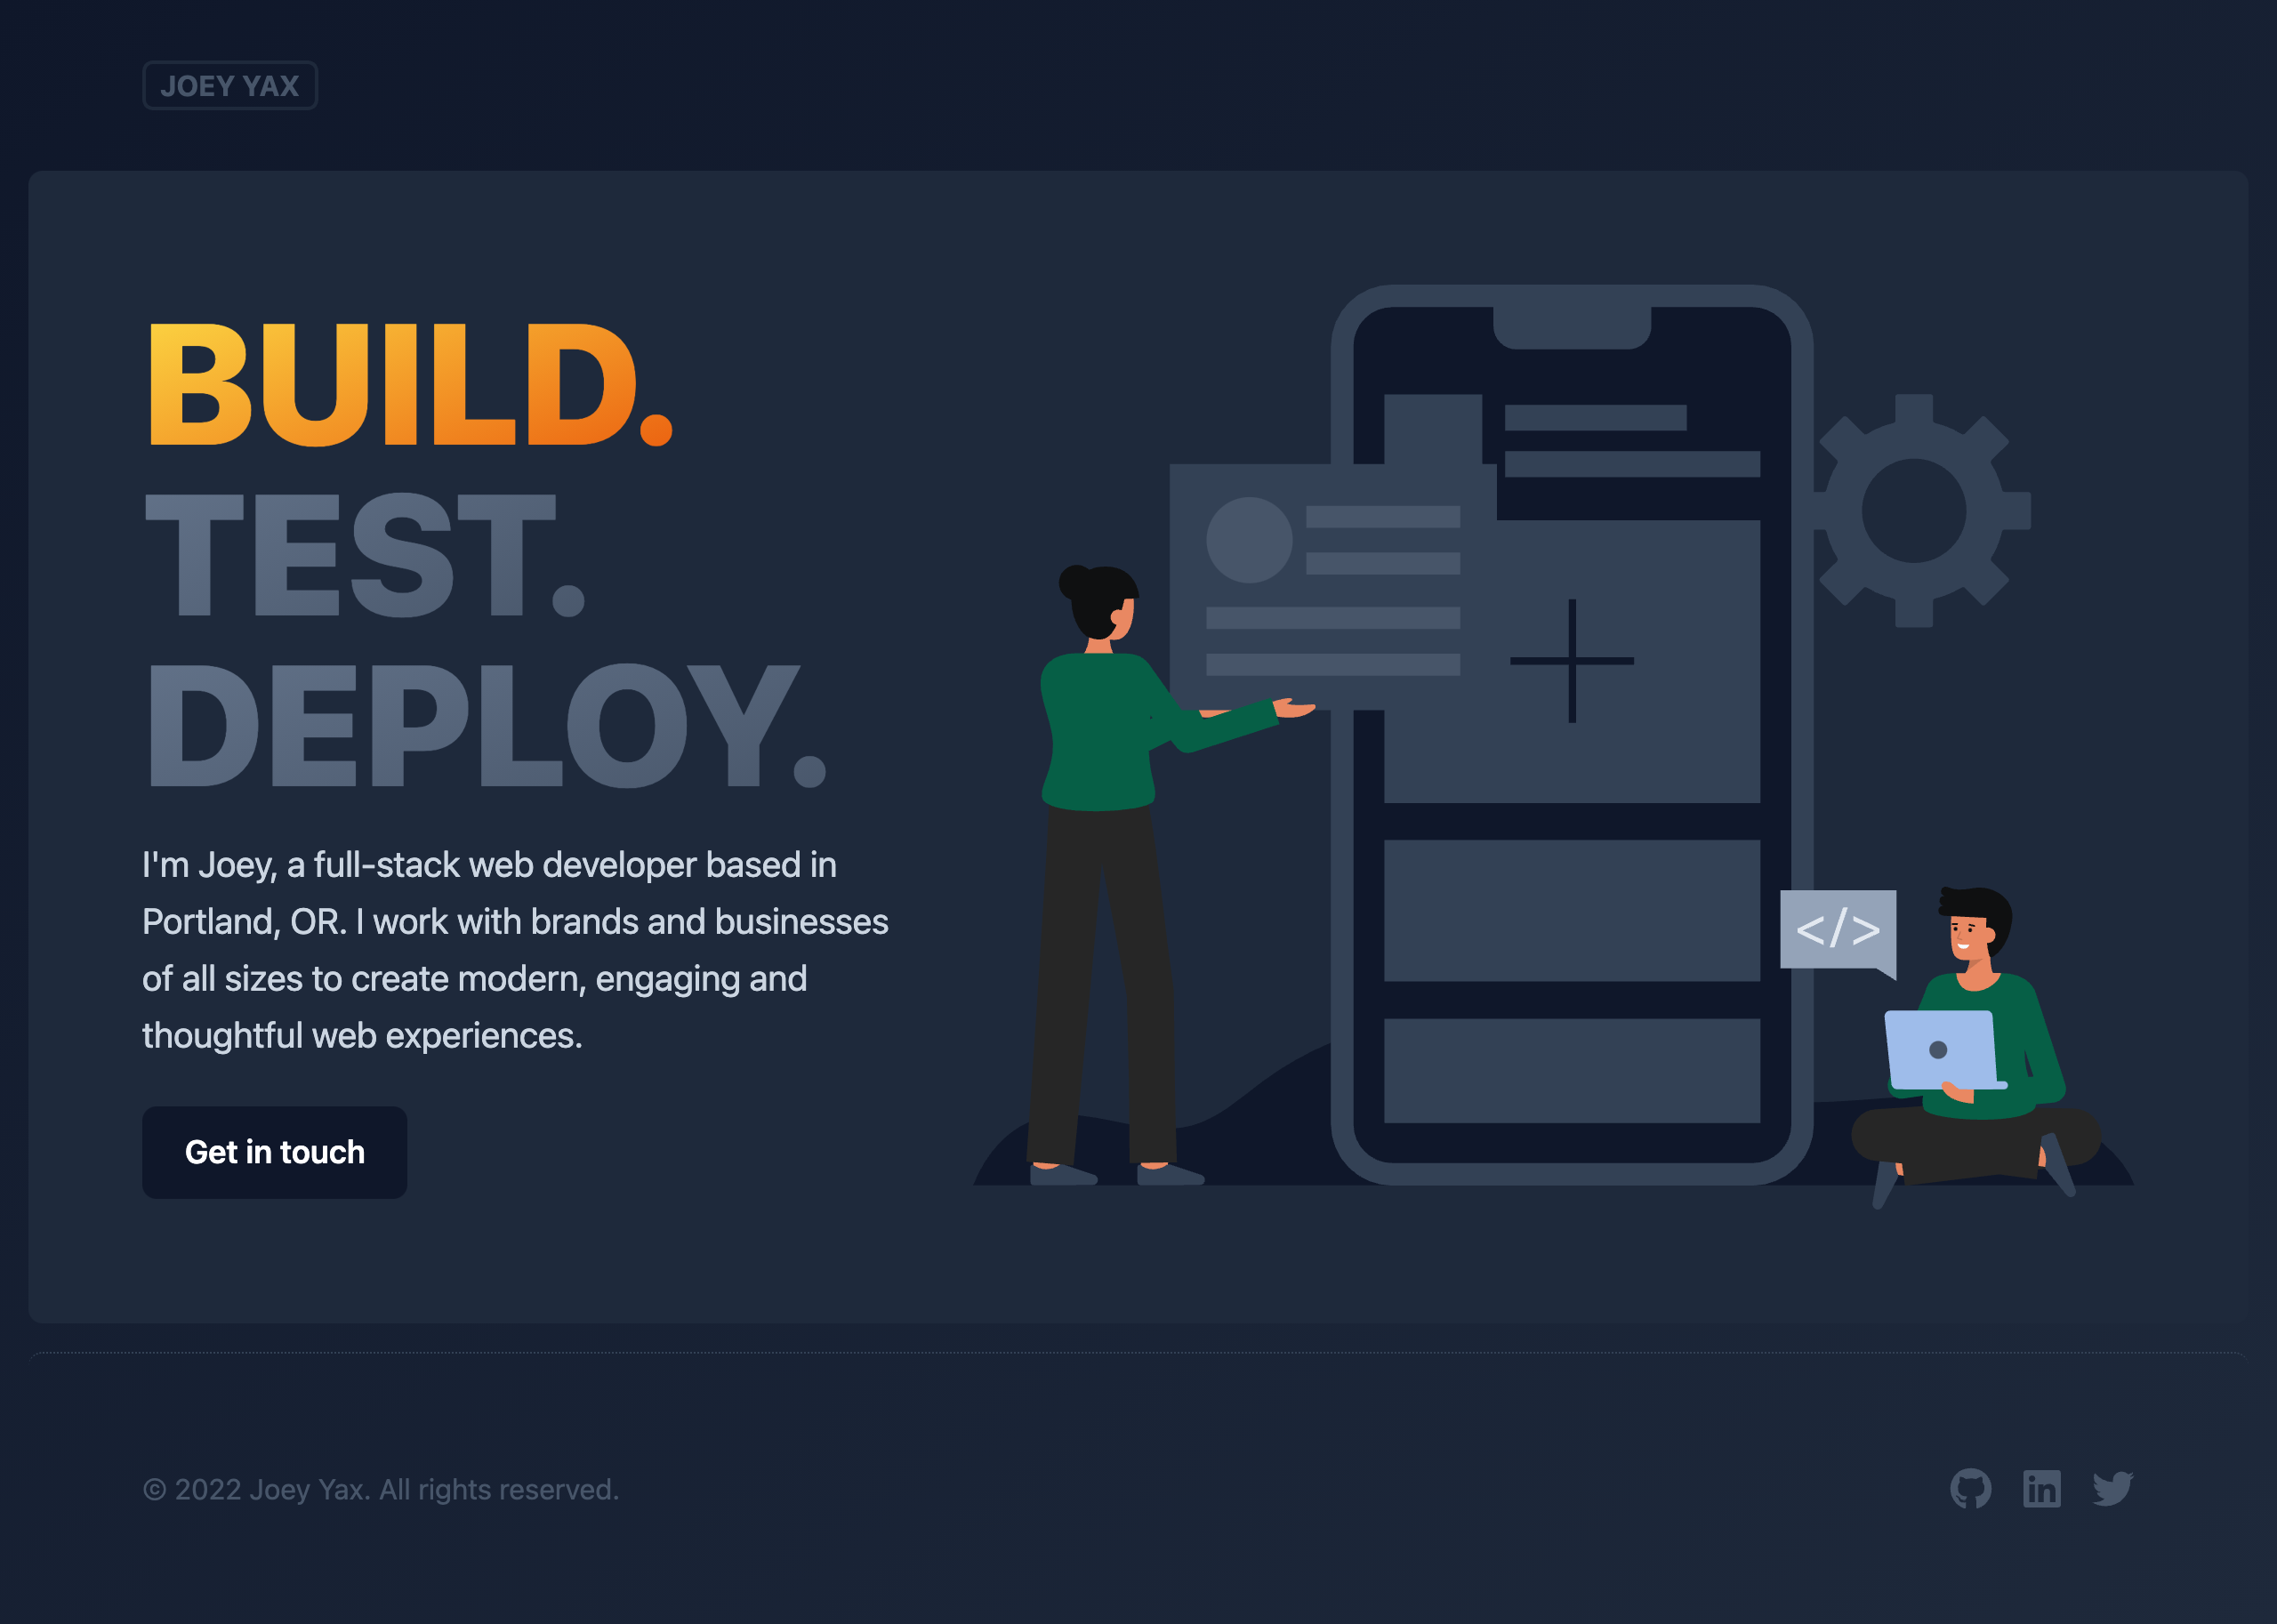 JOEY YAX
BUILD.
TEST.
DEPLOY.
I'm Joey, a full-stack web developer based in
Portland, OR. I work with brands and businesses
of all sizes to create modern, engaging and
thoughtful web experiences.
</>
Get in touch
© 2022 Joey Yax. All rights reserved.
in